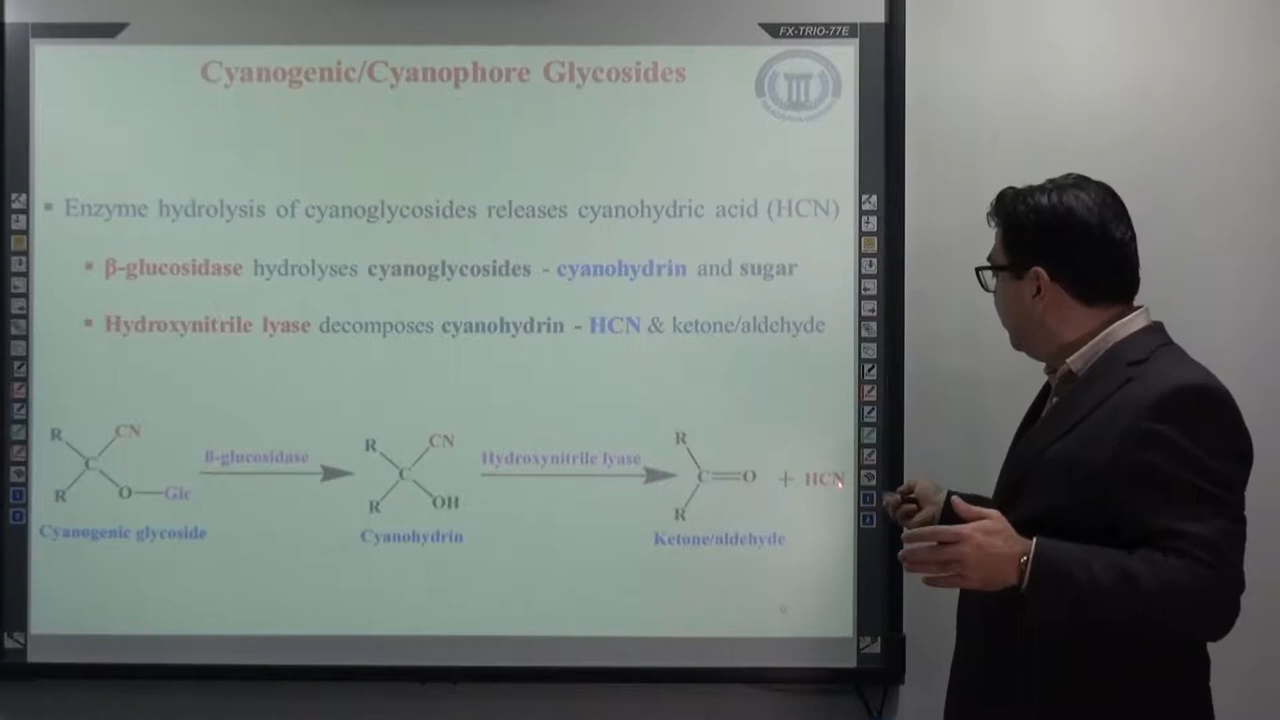 FX-TRIO-77E
Cyanogenic/Cyanophore Glycosides
▪ Enzyme hydrolysis of cyanoglycosides releases cyanohydric acid (HCN)
▪ β-glucosidase hydrolyses cyanoglycosides - cyanohydrin and sugar
▪ Hydroxynitrile lyase decomposes cyanohydrin - HCN & ketone/aldehyde
R CN
C
R O—Glc
Cyanogenic glycoside
ß-glucosidase
R CN
C
R OH
Cyanohydrin
Hydroxynitrile lyase
R
C=O + HCN
R
Ketone/aldehyde